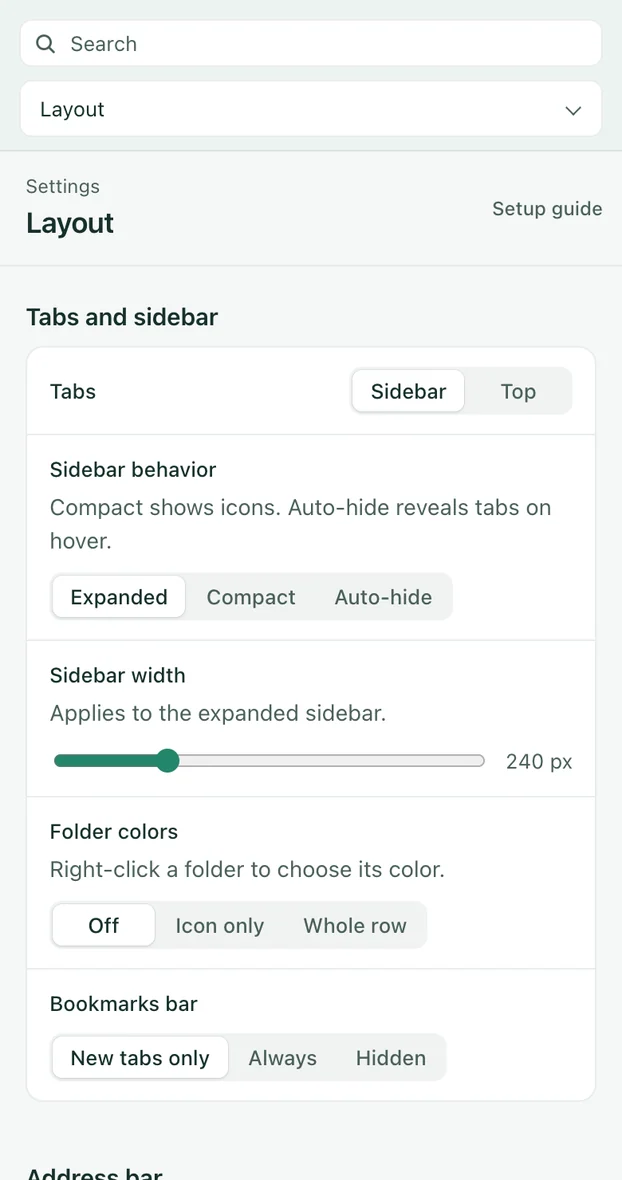 Search
Layout
Settings
Layout
Setup guide
Tabs and sidebar
Tabs
Sidebar
Top
Sidebar behavior
Compact shows icons. Auto-hide reveals tabs on
hover.
Expanded
Compact
Auto-hide
Sidebar width
Applies to the expanded sidebar.
240 px
Folder colors
Right-click a folder to choose its color.
Off
Icon only
Whole row
Bookmarks bar
New tabs only
Always
Hidden
Address bar